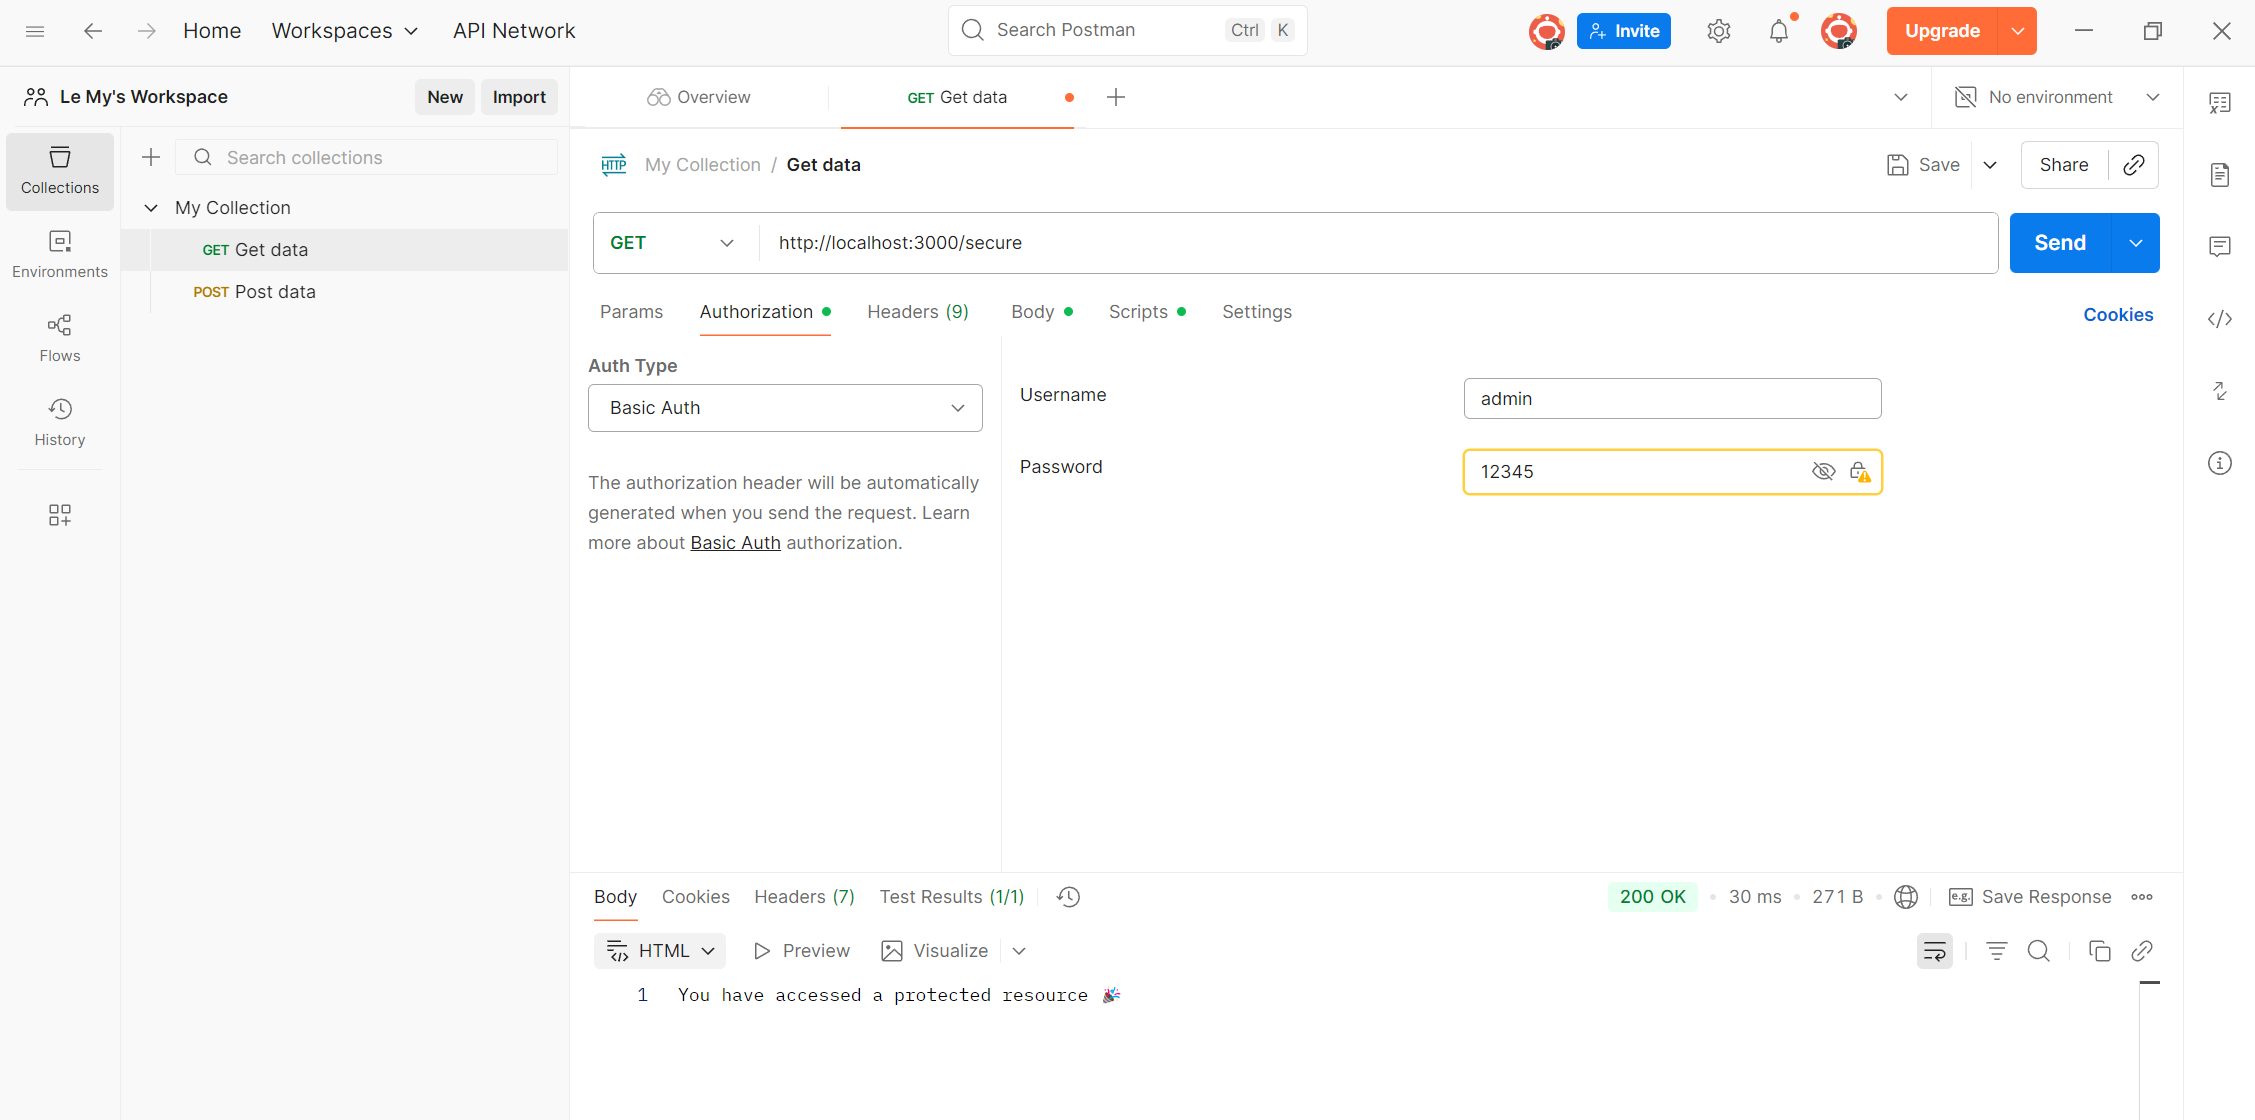 Home
Workspaces
API Network
Search Postman
Ctrl
K
Invite
Upgrade
Le My's Workspace
New
Import
Overview
GET Get data
No environment
Collections
Environments
Flows
History
Search collections
My Collection
GET Get data
POST Post data
HTTP
My Collection / Get data
Save
Share
GET
http://localhost:3000/secure
Send
Params
Authorization
Headers (9)
Body
Scripts
Settings
Cookies
Auth Type
Basic Auth
The authorization header will be automatically
generated when you send the request. Learn
more about Basic Auth authorization.
Username
admin
Password
12345
Body
Cookies
Headers (7)
Test Results (1/1)
200 OK
30 ms
271 B
e.g.
Save Response
HTML
Preview
Visualize
1
You have accessed a protected resource 🎉